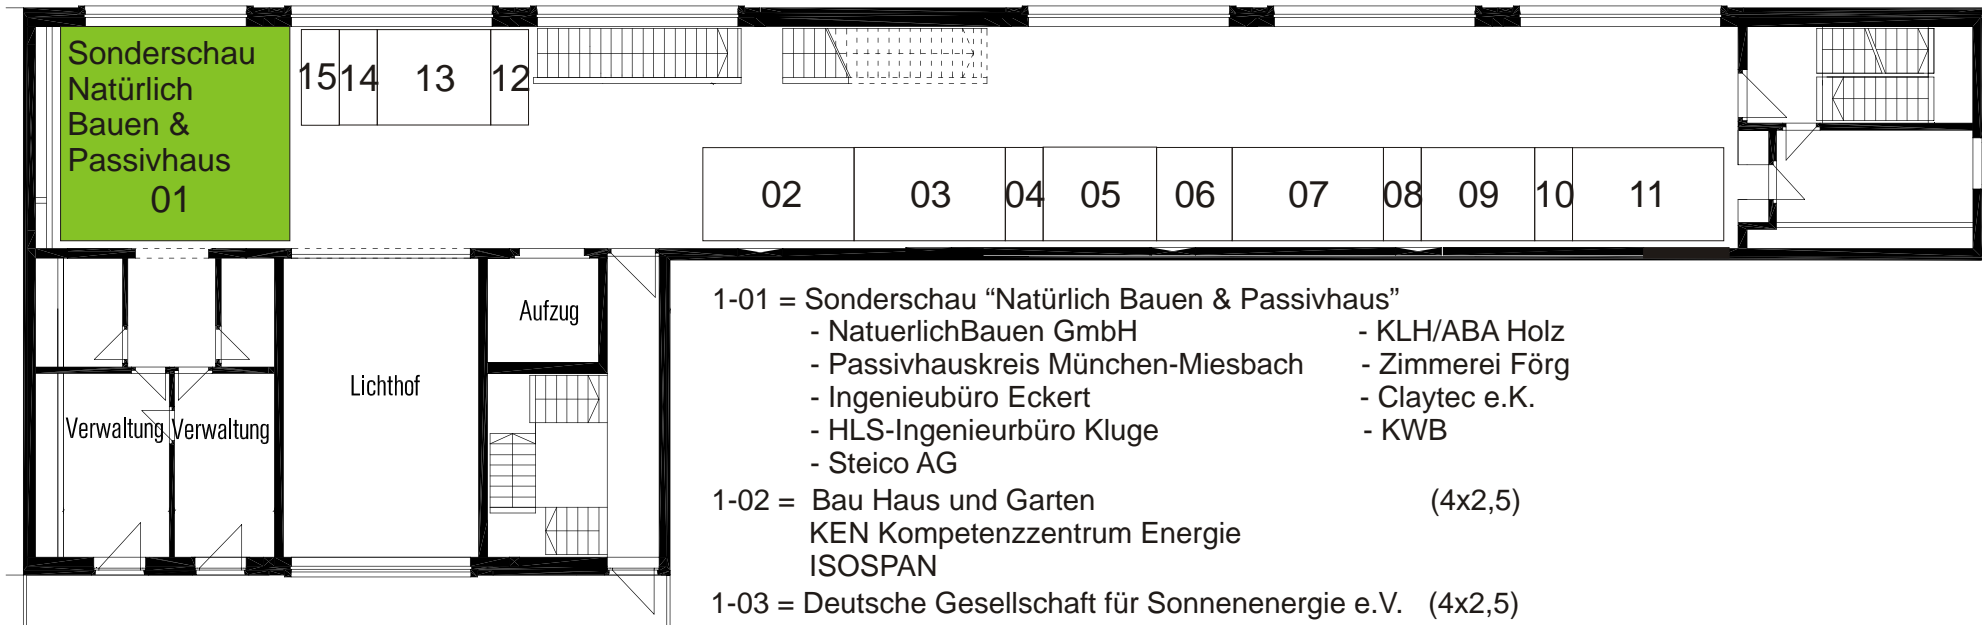 Sonderschau
Natürlich
Bauen &
Passivhaus
01
15 14 13 12
02 03 04 05 06 07 08 09 10 11
Aufzug
Lichthof
Verwaltung Verwaltung
1-01 = Sonderschau “Natürlich Bauen & Passivhaus”
- NatuerlichBauen GmbH - KLH/ABA Holz
- Passivhauskreis München-Miesbach - Zimmerei Förg
- Ingenieubüro Eckert - Claytec e.K.
- HLS-Ingenieurbüro Kluge - KWB
- Steico AG
1-02 = Bau Haus und Garten (4x2,5)
KEN Kompetenzzentrum Energie
ISOSPAN
1-03 = Deutsche Gesellschaft für Sonnenenergie e.V. (4x2,5)